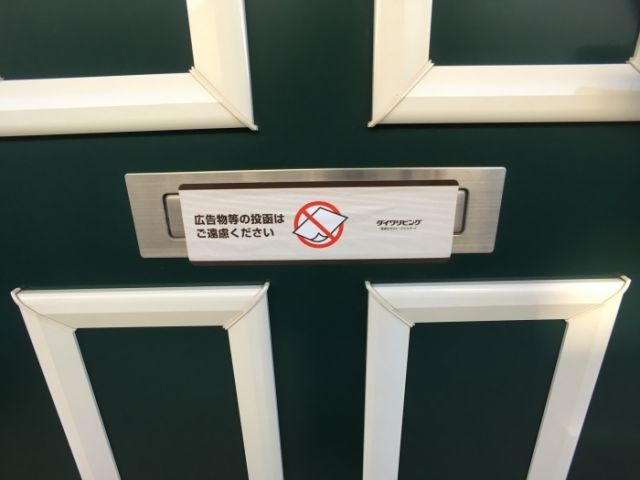 広告物等の投函は
ご遠慮ください
ダイワリビング